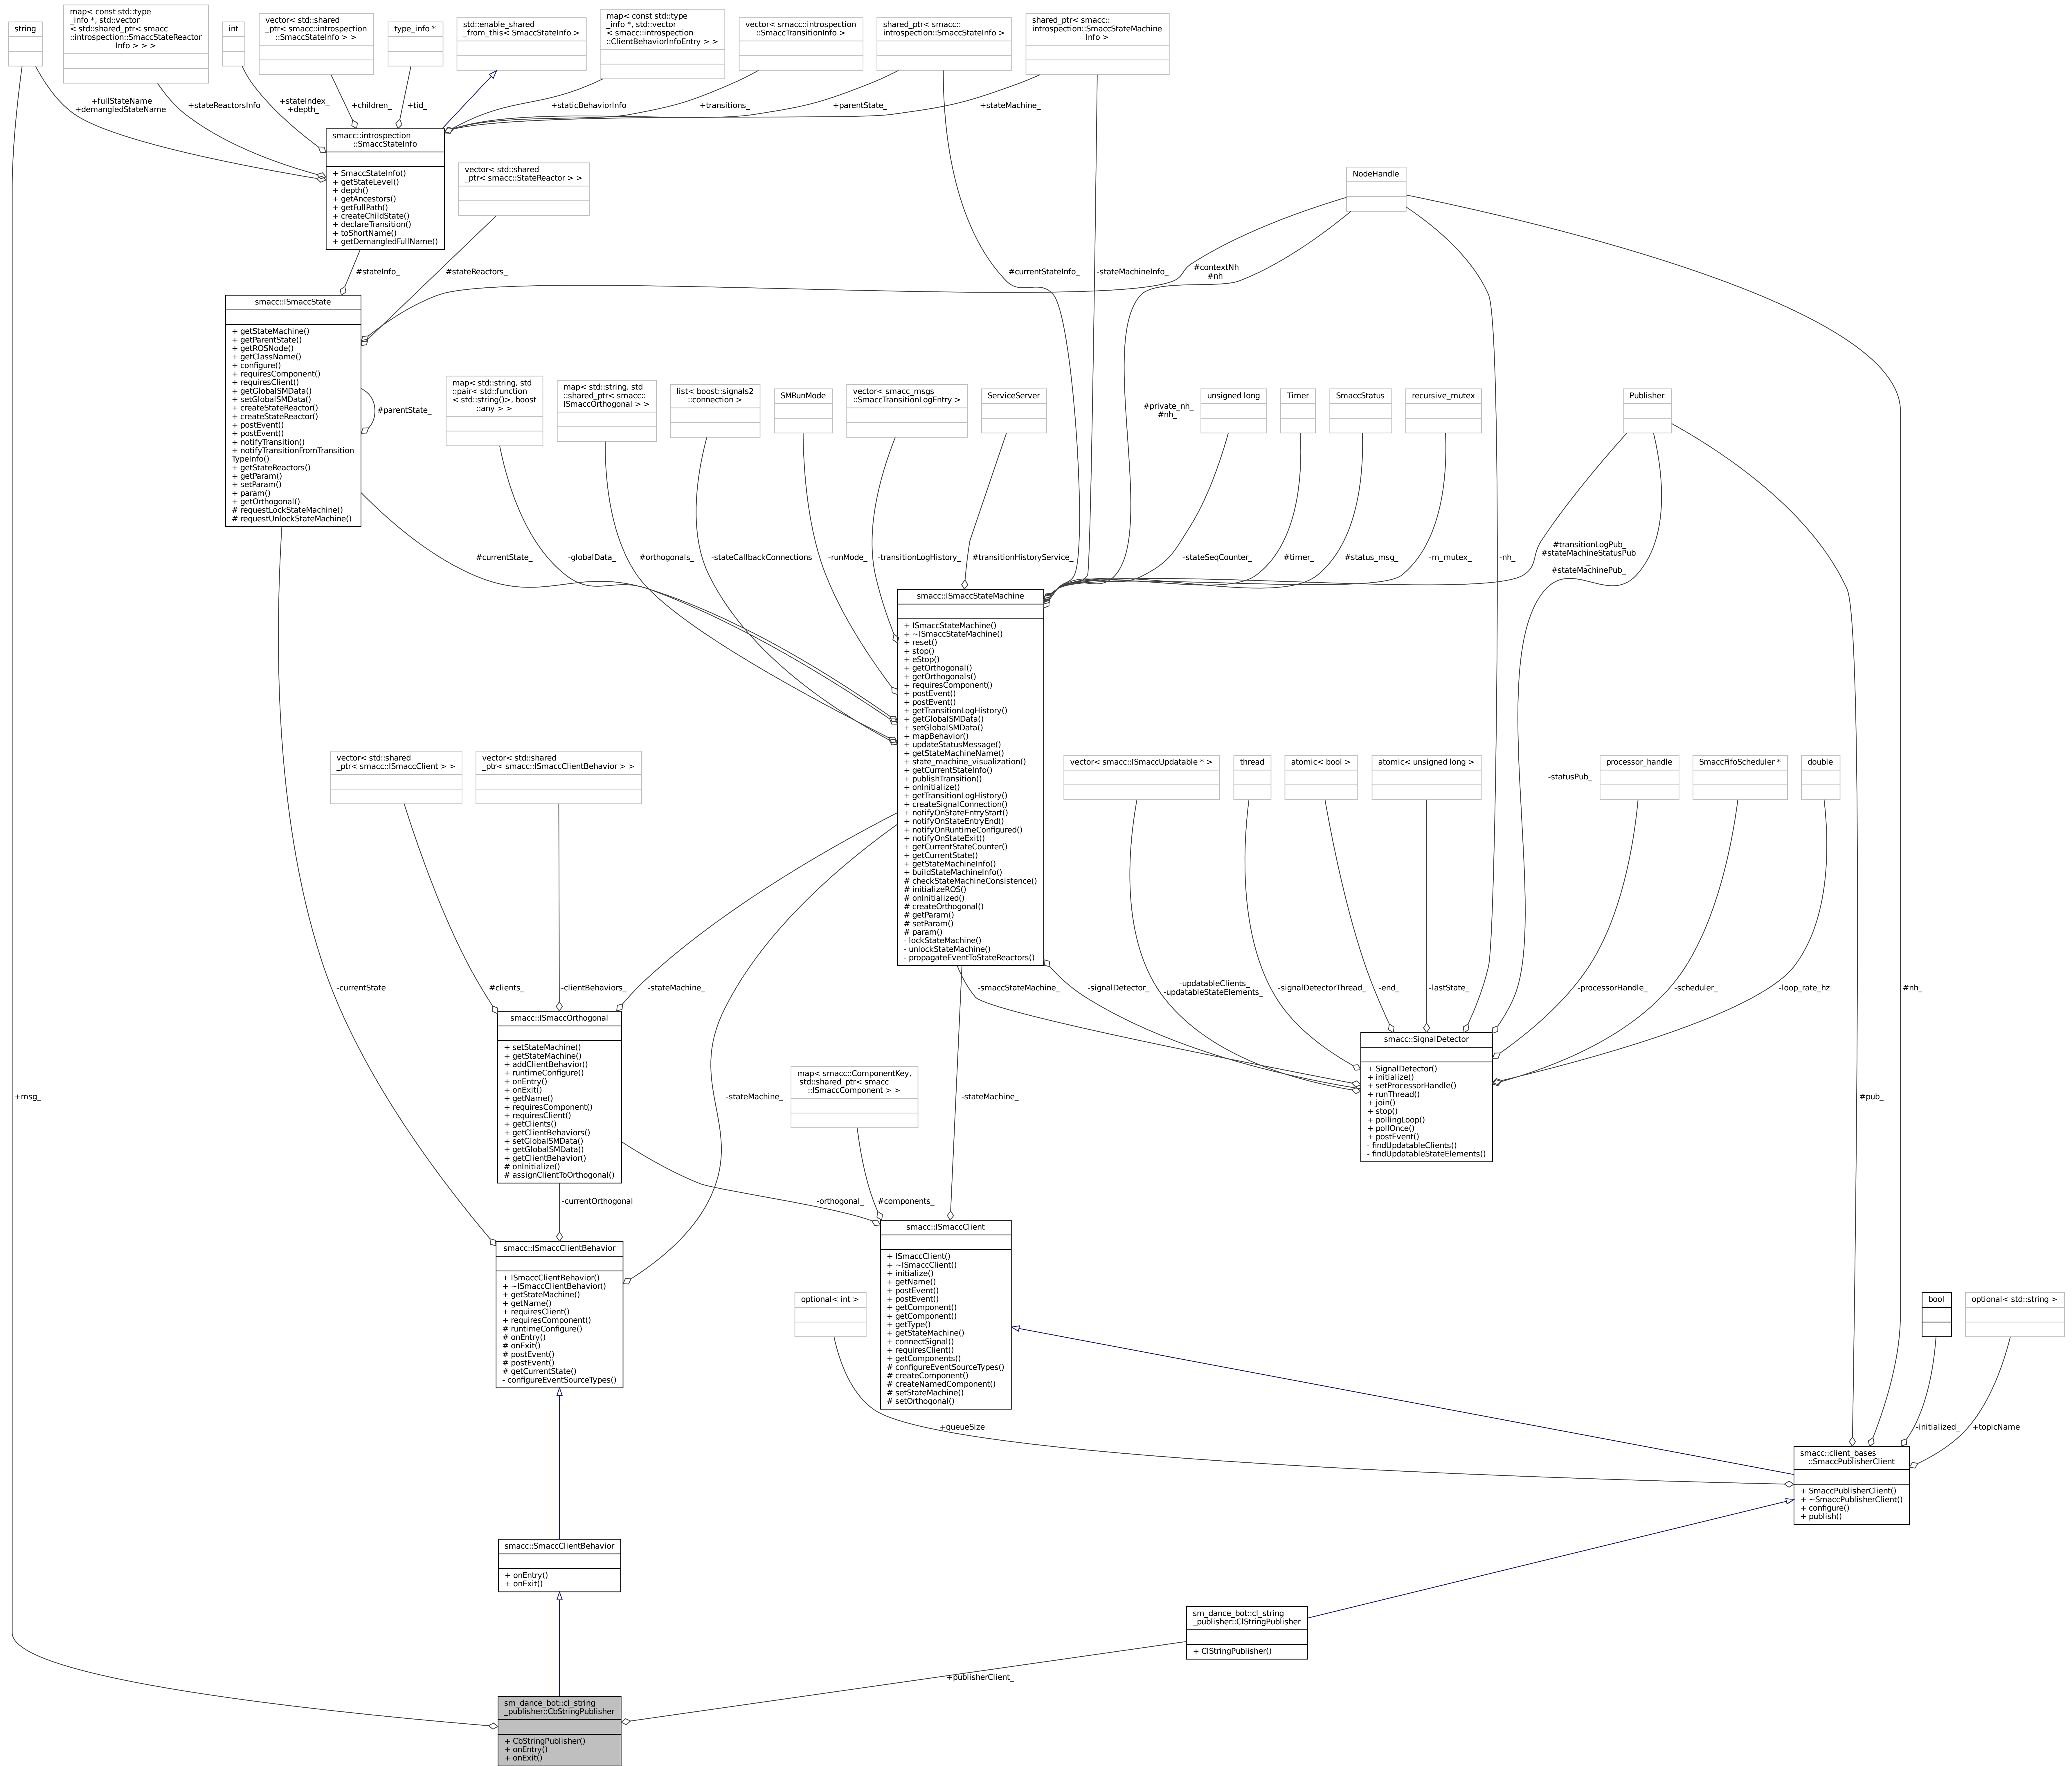 string
map< const std::type
_info *, std::vector
< std::shared_ptr< smacc
::introspection::SmaccStateReactor
Info > > >
int
vector< std::shared
_ptr< smacc::introspection
::SmaccStateInfo > >
type_info *
std::enable_shared
_from_this< SmaccStateInfo >
map< const std::type
_info *, std::vector
< smacc::introspection
::ClientBehaviorInfoEntry > >
vector< smacc::introspection
::SmaccTransitionInfo >
shared_ptr< smacc::
introspection::SmaccStateInfo >
shared_ptr< smacc::
introspection::SmaccStateMachine
Info >
+fullStateName
+demangledStateName
+stateReactorsInfo
+stateIndex_
+depth_
+children_
+tid_
+staticBehaviorInfo
+transitions_
+parentState_
+stateMachine_
smacc::introspection
::SmaccStateInfo
+ SmaccStateInfo()
+ getStateLevel()
+ depth()
+ getAncestors()
+ getFullPath()
+ createChildState()
+ declareTransition()
+ toShortName()
+ getDemangledFullName()
vector< std::shared
_ptr< smacc::StateReactor > >
NodeHandle
#stateInfo_
#stateReactors_
#currentStateInfo_
-stateMachineInfo_
#contextNh
#nh
smacc::ISmaccState
+ getStateMachine()
+ getParentState()
+ getROSNode()
+ getClassName()
+ configure()
+ requiresComponent()
+ requiresClient()
+ getGlobalSMData()
+ setGlobalSMData()
+ createStateReactor()
+ createStateReactor()
+ postEvent()
+ postEvent()
+ notifyTransition()
+ notifyTransitionFromTransition
TypeInfo()
+ getStateReactors()
+ getParam()
+ setParam()
+ param()
+ getOrthogonal()
# requestLockStateMachine()
# requestUnlockStateMachine()
#parentState_
map< std::string, std
::pair< std::function
< std::string()>, boost
::any > >
map< std::string, std
::shared_ptr< smacc::
ISmaccOrthogonal > >
list< boost::signals2
::connection >
SMRunMode
vector< smacc_msgs
::SmaccTransitionLogEntry >
ServiceServer
#private_nh_
#nh_
unsigned long
Timer
SmaccStatus
recursive_mutex
Publisher
#currentState_
-globalData_
#orthogonals_
-stateCallbackConnections
-runMode_
-transitionLogHistory_
#transitionHistoryService_
-stateSeqCounter_
#timer_
#status_msg_
-m_mutex_
-nh_
#transitionLogPub_
#stateMachineStatusPub
_
#stateMachinePub_
smacc::ISmaccStateMachine
+ ISmaccStateMachine()
+ ~ISmaccStateMachine()
+ reset()
+ stop()
+ eStop()
+ getOrthogonal()
+ getOrthogonals()
+ requiresComponent()
+ postEvent()
+ postEvent()
+ getTransitionLogHistory()
+ getGlobalSMData()
+ setGlobalSMData()
+ mapBehavior()
+ updateStatusMessage()
+ getStateMachineName()
+ state_machine_visualization()
+ getCurrentStateInfo()
+ publishTransition()
+ onInitialize()
+ getTransitionLogHistory()
+ createSignalConnection()
+ notifyOnStateEntryStart()
+ notifyOnStateEntryEnd()
+ notifyOnRuntimeConfigured()
+ notifyOnStateExit()
+ getCurrentStateCounter()
+ getCurrentState()
+ getStateMachineInfo()
+ buildStateMachineInfo()
# checkStateMachineConsistence()
# initializeROS()
# onInitialized()
# createOrthogonal()
# getParam()
# setParam()
# param()
- lockStateMachine()
- unlockStateMachine()
- propagateEventToStateReactors()
vector< std::shared
_ptr< smacc::ISmaccClient > >
vector< std::shared
_ptr< smacc::ISmaccClientBehavior > >
vector< smacc::ISmaccUpdatable * >
thread
atomic< bool >
atomic< unsigned long >
-statusPub_
processor_handle
SmaccFifoScheduler *
double
-currentState
#clients_
-clientBehaviors_
-stateMachine_
-smaccStateMachine_
-signalDetector_
-updatableClients_
-updatableStateElements_
-signalDetectorThread_
-end_
-lastState_
-processorHandle_
-scheduler_
-loop_rate_hz
#nh_
smacc::ISmaccOrthogonal
+ setStateMachine()
+ getStateMachine()
+ addClientBehavior()
+ runtimeConfigure()
+ onEntry()
+ onExit()
+ getName()
+ requiresComponent()
+ requiresClient()
+ getClients()
+ getClientBehaviors()
+ setGlobalSMData()
+ getGlobalSMData()
+ getClientBehavior()
# onInitialize()
# assignClientToOrthogonal()
smacc::SignalDetector
+ SignalDetector()
+ initialize()
+ setProcessorHandle()
+ runThread()
+ join()
+ stop()
+ pollingLoop()
+ pollOnce()
+ postEvent()
- findUpdatableClients()
- findUpdatableStateElements()
map< smacc::ComponentKey,
std::shared_ptr< smacc
::ISmaccComponent > >
+msg_
-stateMachine_
-stateMachine_
#pub_
-currentOrthogonal
-orthogonal_
#components_
smacc::ISmaccClient
+ ISmaccClient()
+ ~ISmaccClient()
+ initialize()
+ getName()
+ postEvent()
+ postEvent()
+ getComponent()
+ getComponent()
+ getType()
+ getStateMachine()
+ connectSignal()
+ requiresClient()
+ getComponents()
# configureEventSourceTypes()
# createComponent()
# createNamedComponent()
# setStateMachine()
# setOrthogonal()
smacc::ISmaccClientBehavior
+ ISmaccClientBehavior()
+ ~ISmaccClientBehavior()
+ getStateMachine()
+ getName()
+ requiresClient()
+ requiresComponent()
# runtimeConfigure()
# onEntry()
# onExit()
# postEvent()
# postEvent()
# getCurrentState()
- configureEventSourceTypes()
optional< int >
bool
optional< std::string >
+queueSize
-initialized_
+topicName
smacc::client_bases
::SmaccPublisherClient
+ SmaccPublisherClient()
+ ~SmaccPublisherClient()
+ configure()
+ publish()
smacc::SmaccClientBehavior
+ onEntry()
+ onExit()
sm_dance_bot::cl_string
_publisher::ClStringPublisher
+ ClStringPublisher()
+publisherClient_
sm_dance_bot::cl_string
_publisher::CbStringPublisher
+ CbStringPublisher()
+ onEntry()
+ onExit()